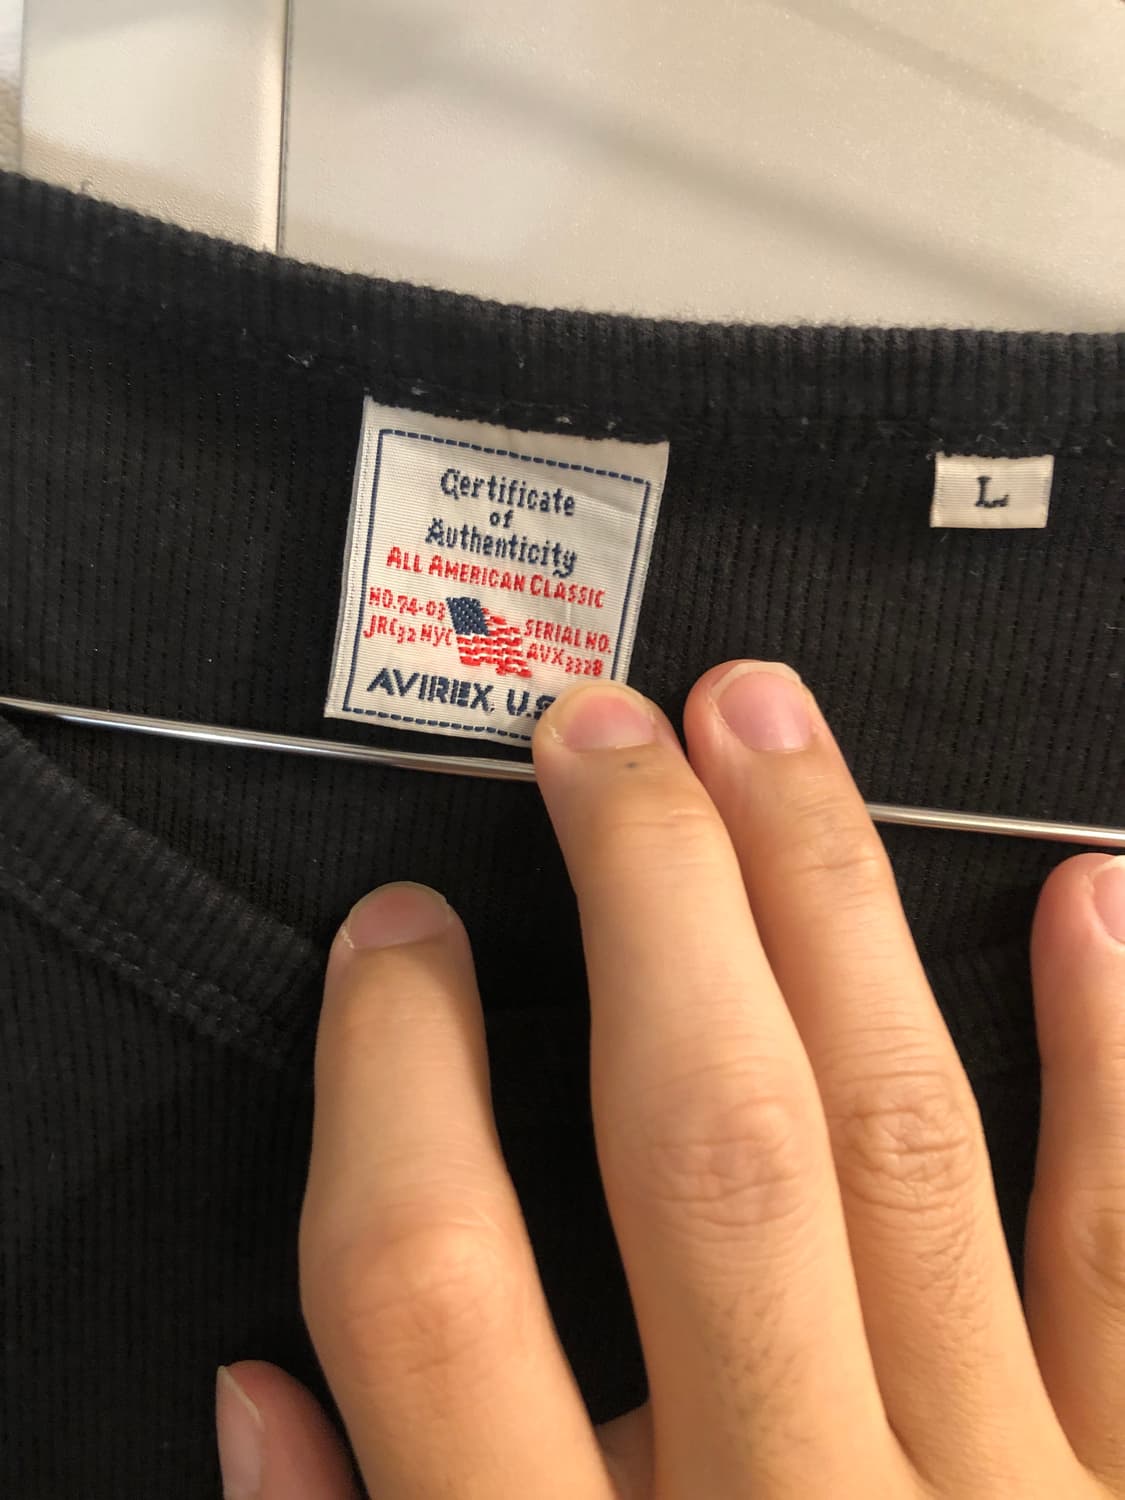 Certificate
of
Authenticity
ALL AMERICAN CLASSIC
NO.74-03
JRC32 NYC
SERIAL NO.
AVX3328
AVIREX, U.S
L